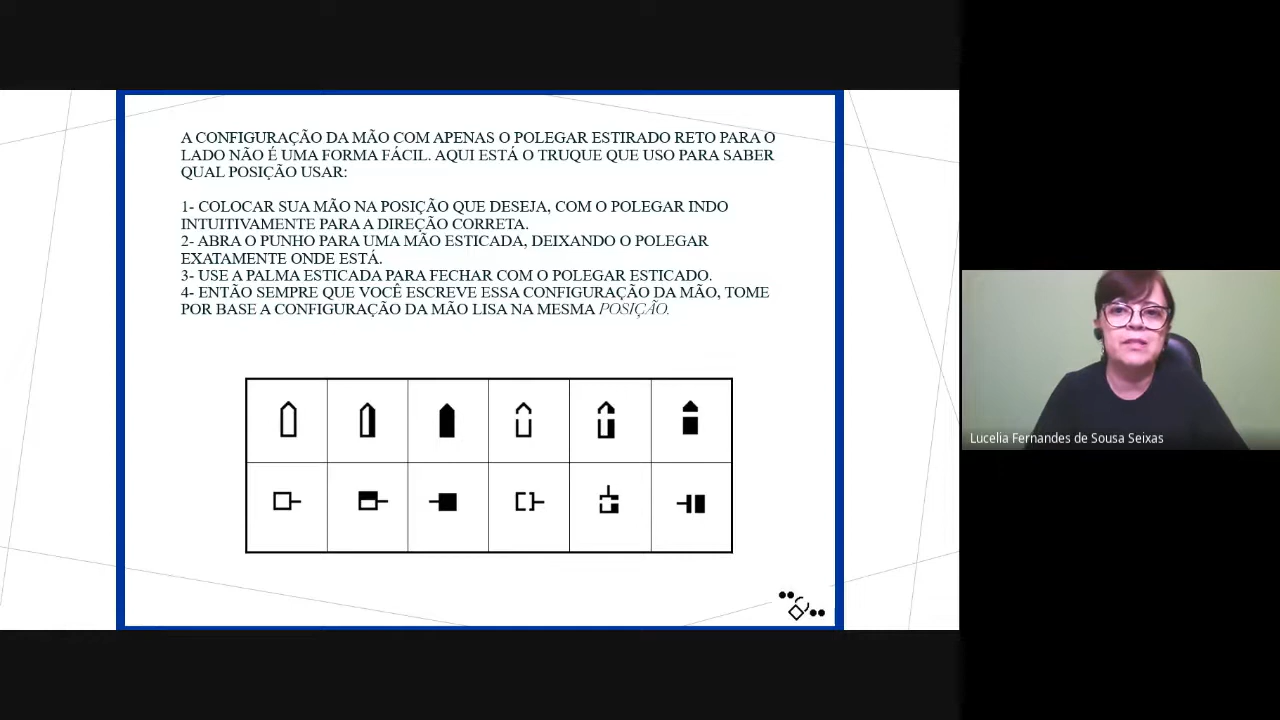 A CONFIGURAÇÃO DA MÃO COM APENAS O POLEGAR ESTIRADO RETO PARA O
LADO NÃO É UMA FORMA FÁCIL. AQUI ESTÁ O TRUQUE QUE USO PARA SABER
QUAL POSIÇÃO USAR:
1- COLOCAR SUA MÃO NA POSIÇÃO QUE DESEJA, COM O POLEGAR INDO
INTUITIVAMENTE PARA A DIREÇÃO CORRETA.
2- ABRA O PUNHO PARA UMA MÃO ESTICADA, DEIXANDO O POLEGAR
EXATAMENTE ONDE ESTÁ.
3- USE A PALMA ESTICADA PARA FECHAR COM O POLEGAR ESTICADO.
4- ENTÃO SEMPRE QUE VOCÊ ESCREVE ESSA CONFIGURAÇÃO DA MÃO, TOME
POR BASE A CONFIGURAÇÃO DA MÃO LISA NA MESMA POSIÇÃO.
Lucelia Fernandes de Sousa Seixas